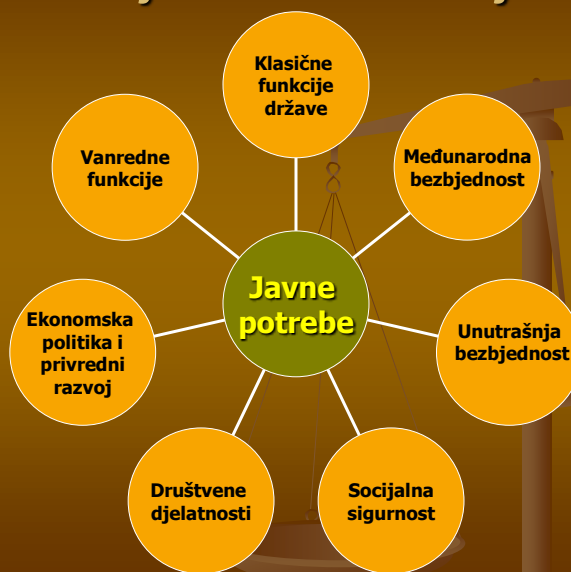 Klasične
funkcije
države
Međunarodna
bezbjednost
Unutrašnja
bezbjednost
Socijalna
sigurnost
Društvene
djelatnosti
Ekonomska
politika i
privredni
razvoj
Vanredne
funkcije
Javne
potrebe